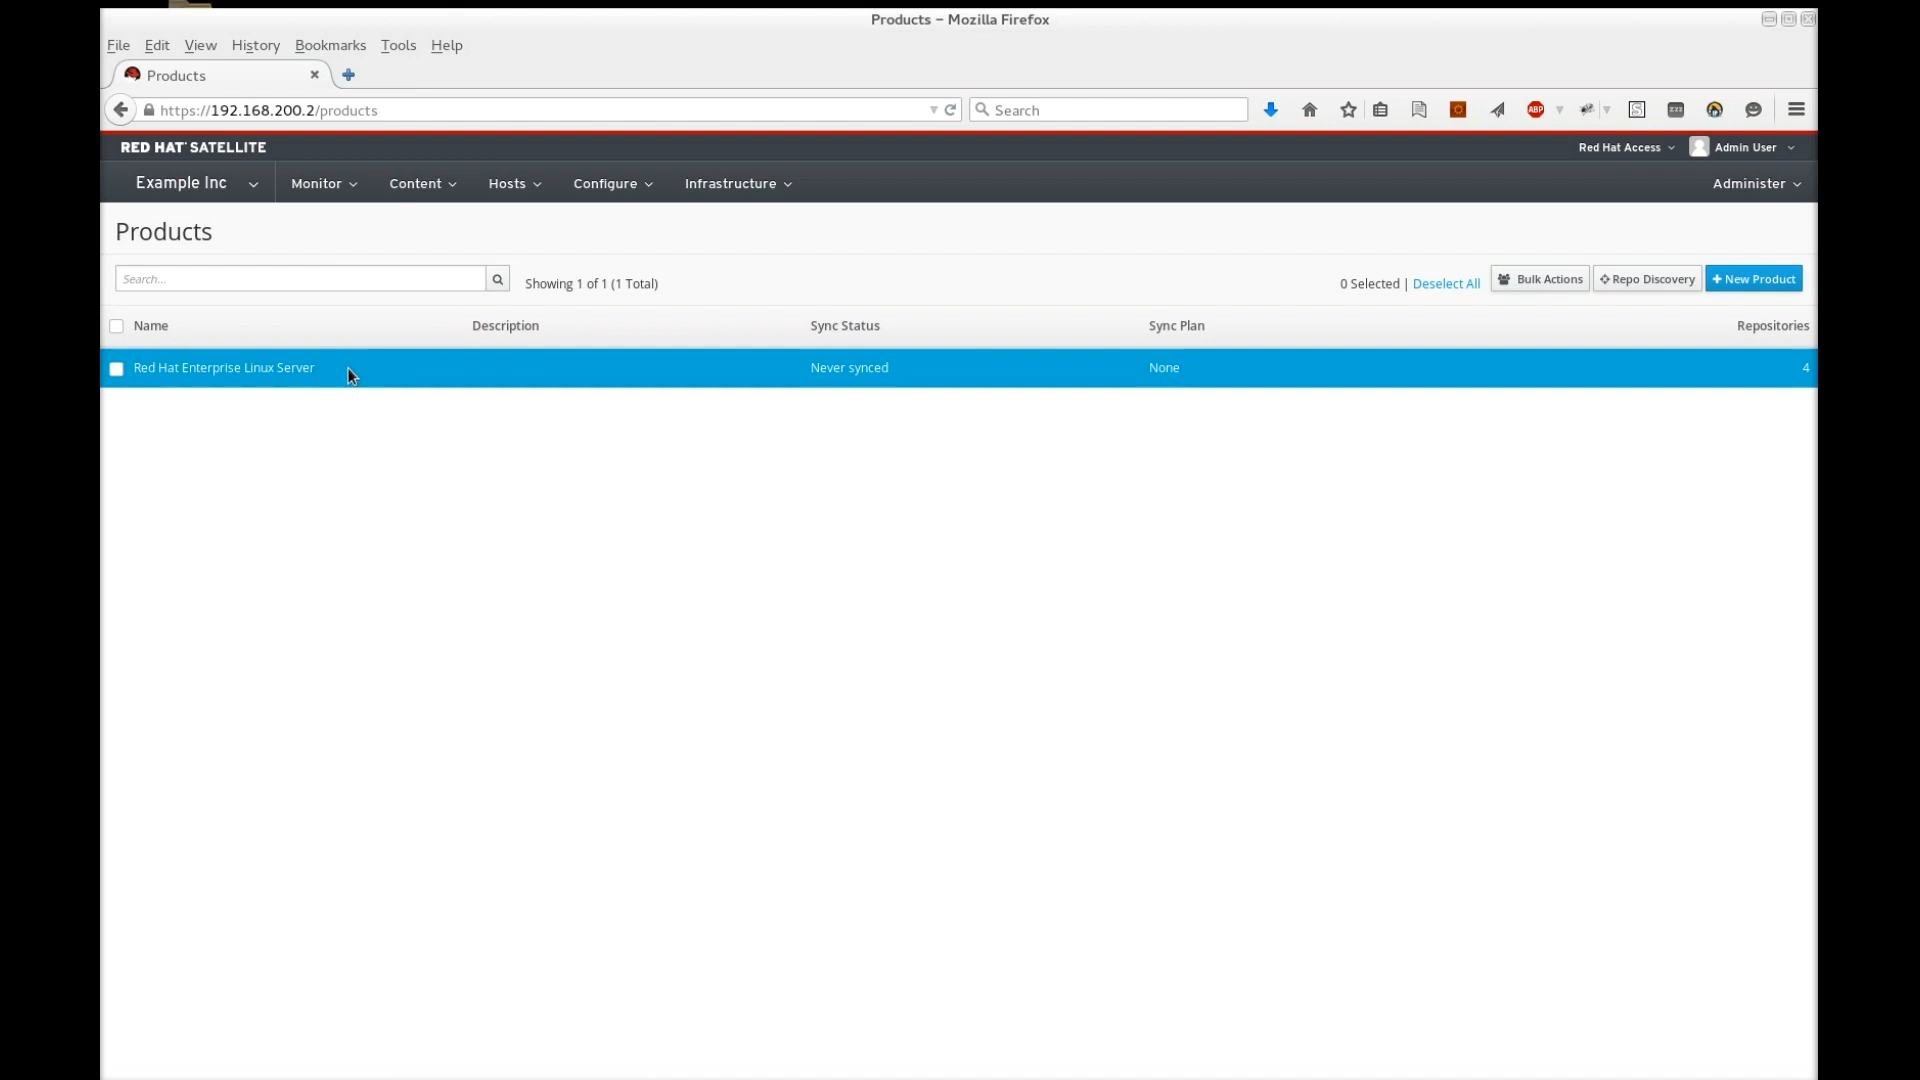 Products – Mozilla Firefox
File Edit View History Bookmarks Tools Help
Products
https://192.168.200.2/products
Search
ABP
S
zzz
RED HAT SATELLITE
Red Hat Access
Admin User
Example Inc
Monitor
Content
Hosts
Configure
Infrastructure
Administer
Products
Search...
Showing 1 of 1 (1 Total)
0 Selected | Deselect All
Bulk Actions
Repo Discovery
+ New Product
Name Description Sync Status Sync Plan Repositories
Red Hat Enterprise Linux Server Never synced None 4